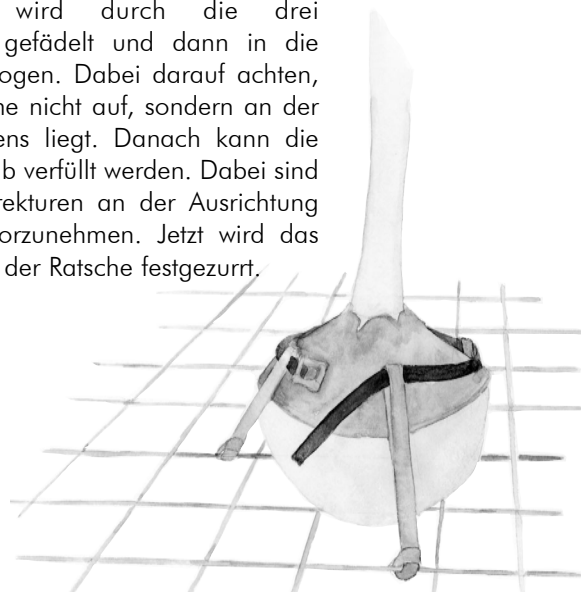 wird durch die drei
gefädelt und dann in die
ogen. Dabei darauf achten,
ne nicht auf, sondern an der
ens liegt. Danach kann die
b verfüllt werden. Dabei sind
rekturen an der Ausrichtung
orzunehmen. Jetzt wird das
der Ratsche festgezurrt.